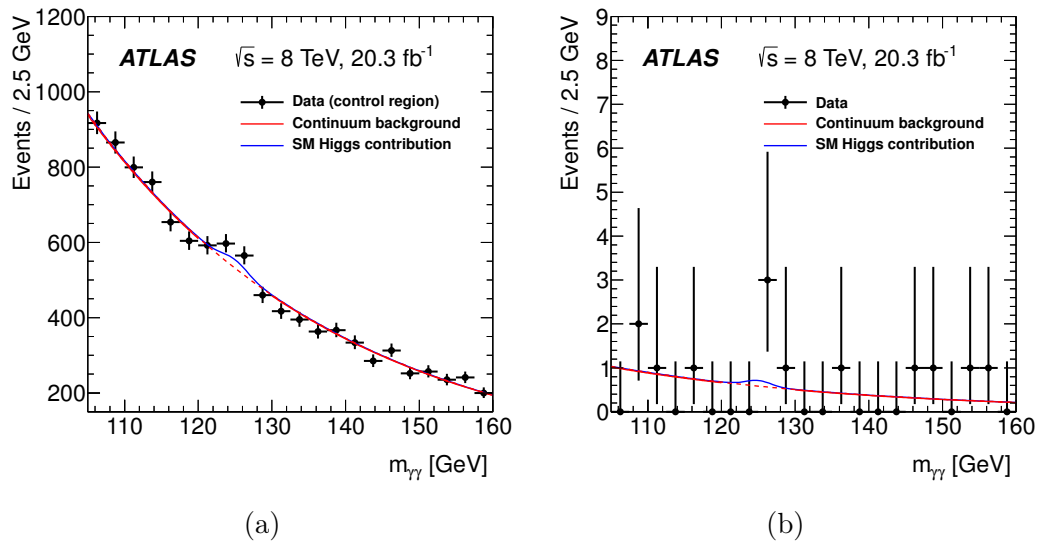 Events / 2.5 GeV
1200
1000
800
600
400
200
ATLAS √s = 8 TeV, 20.3 fb-1
Data (control region)
Continuum background
SM Higgs contribution
110 120 130 140 150 160
mγγ [GeV]
(a)
Events / 2.5 GeV
9
8
7
6
5
4
3
2
1
0
ATLAS √s = 8 TeV, 20.3 fb-1
Data
Continuum background
SM Higgs contribution
110 120 130 140 150 160
mγγ [GeV]
(b)